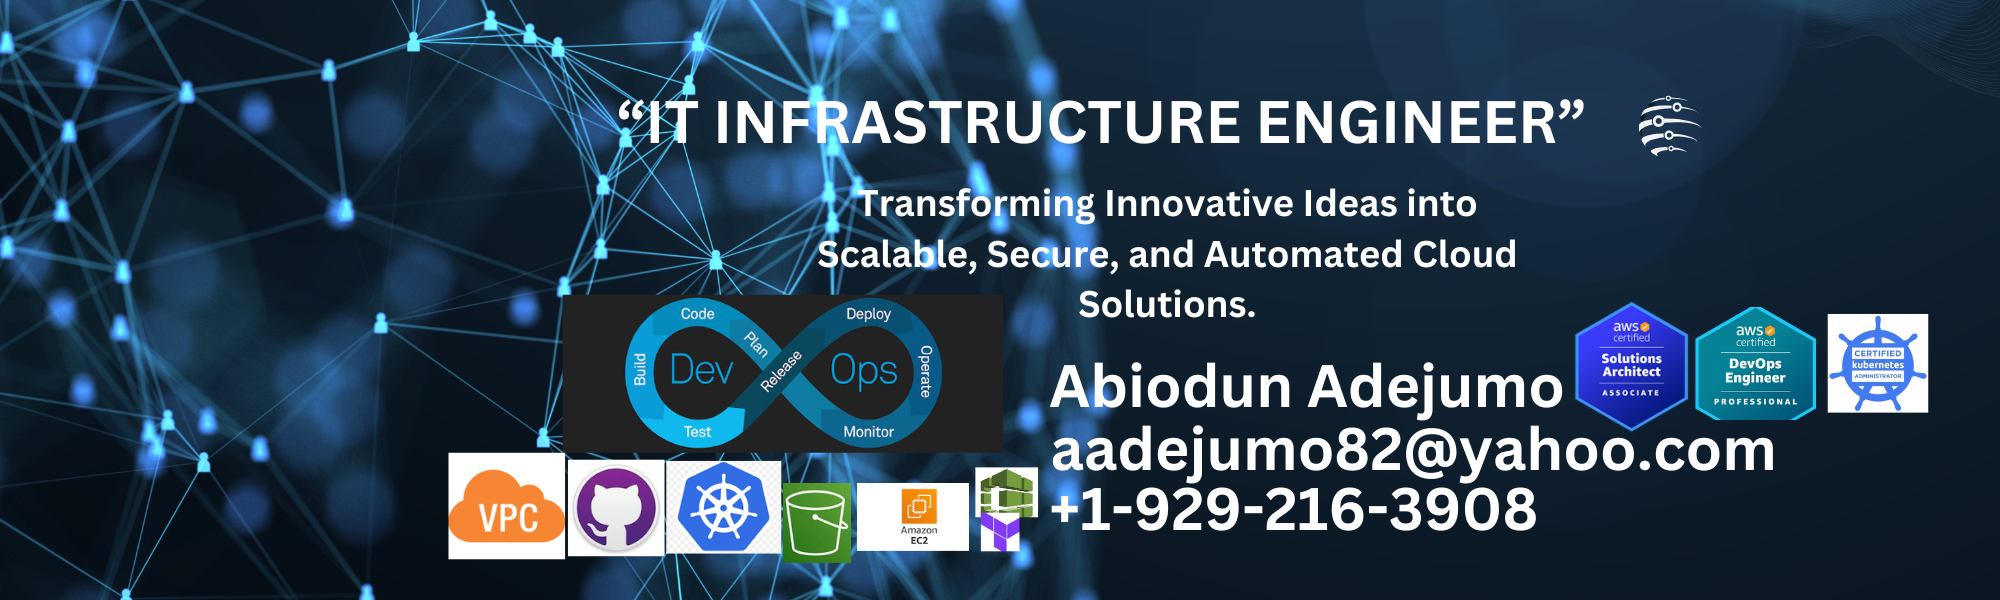 “IT INFRASTRUCTURE ENGINEER”
Transforming Innovative Ideas into
Scalable, Secure, and Automated Cloud
Solutions.
Code
Plan
Build
Test
Dev
Release
Ops
Deploy
Operate
Monitor
Abiodun Adejumo
aadejumo82@yahoo.com
+1-929-216-3908
aws
certified
Solutions
Architect
ASSOCIATE
aws
certified
DevOps
Engineer
PROFESSIONAL
CERTIFIED
kubernetes
ADMINISTRATOR
VPC
Amazon
EC2